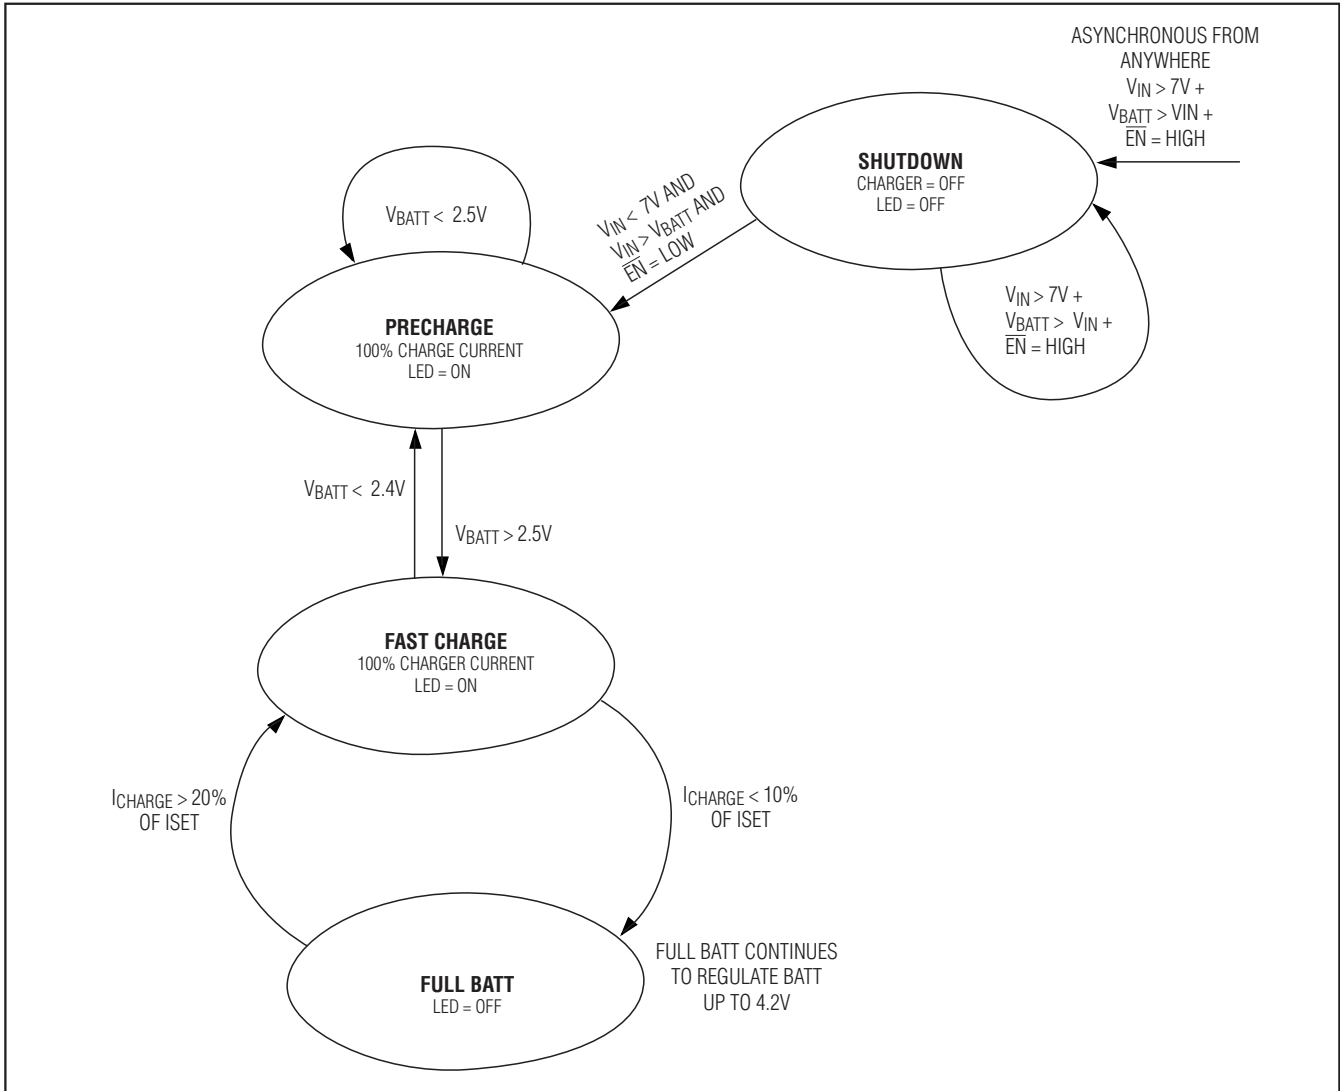 ASYNCHRONOUS FROM
ANYWHERE
VIN > 7V +
VBATT > VIN +
E̅N̅ = HIGH
SHUTDOWN
CHARGER = OFF
LED = OFF
VIN < 7V AND
VIN > VBATT AND
E̅N̅ = LOW
VBATT < 2.5V
VIN > 7V +
VBATT > VIN +
E̅N̅ = HIGH
PRECHARGE
100% CHARGE CURRENT
LED = ON
VBATT < 2.4V
VBATT > 2.5V
FAST CHARGE
100% CHARGER CURRENT
LED = ON
ICHARGE > 20%
OF ISET
ICHARGE < 10%
OF ISET
FULL BATT
LED = OFF
FULL BATT CONTINUES
TO REGULATE BATT
UP TO 4.2V